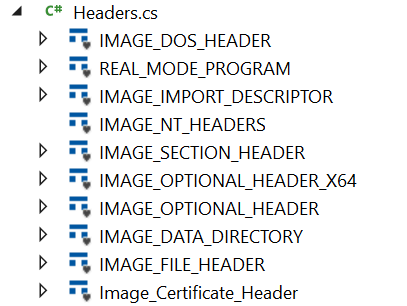 C# Headers.cs
IMAGE_DOS_HEADER
REAL_MODE_PROGRAM
IMAGE_IMPORT_DESCRIPTOR
IMAGE_NT_HEADERS
IMAGE_SECTION_HEADER
IMAGE_OPTIONAL_HEADER_X64
IMAGE_OPTIONAL_HEADER
IMAGE_DATA_DIRECTORY
IMAGE_FILE_HEADER
Image_Certificate_Header